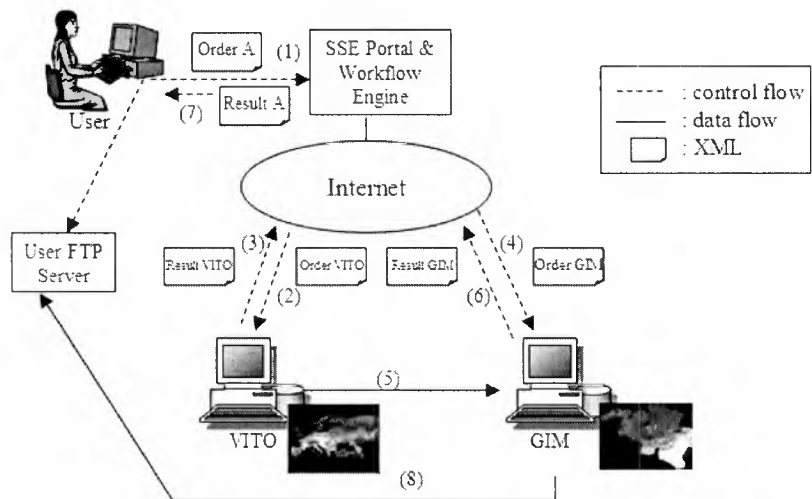 Order A
(1)
SSE Portal &
Workflow
Engine
User
(7)
Result A
: control flow
: data flow
: XML
Internet
User FTP
Server
Result VITO
(3)
(2)
Order VITO
Result GIM
(4)
(6)
Order GIM
(5)
VITO
GIM
(8)